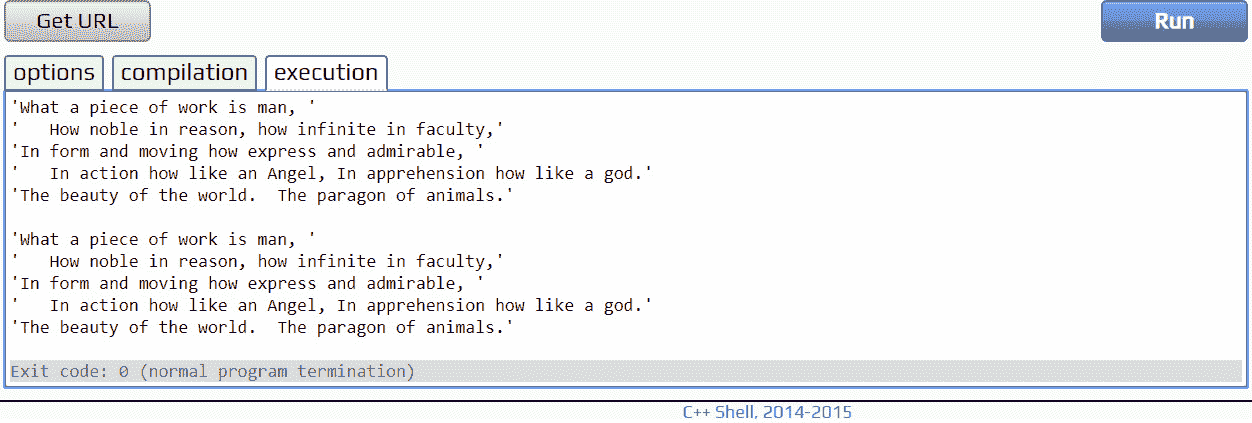 Get URL
Run
options compilation execution
'What a piece of work is man, '
'   How noble in reason, how infinite in faculty,'
'In form and moving how express and admirable, '
'   In action how like an Angel, In apprehension how like a god.'
'The beauty of the world.  The paragon of animals.'
'What a piece of work is man, '
'   How noble in reason, how infinite in faculty,'
'In form and moving how express and admirable, '
'   In action how like an Angel, In apprehension how like a god.'
'The beauty of the world.  The paragon of animals.'
Exit code: 0 (normal program termination)
C++ Shell, 2014-2015